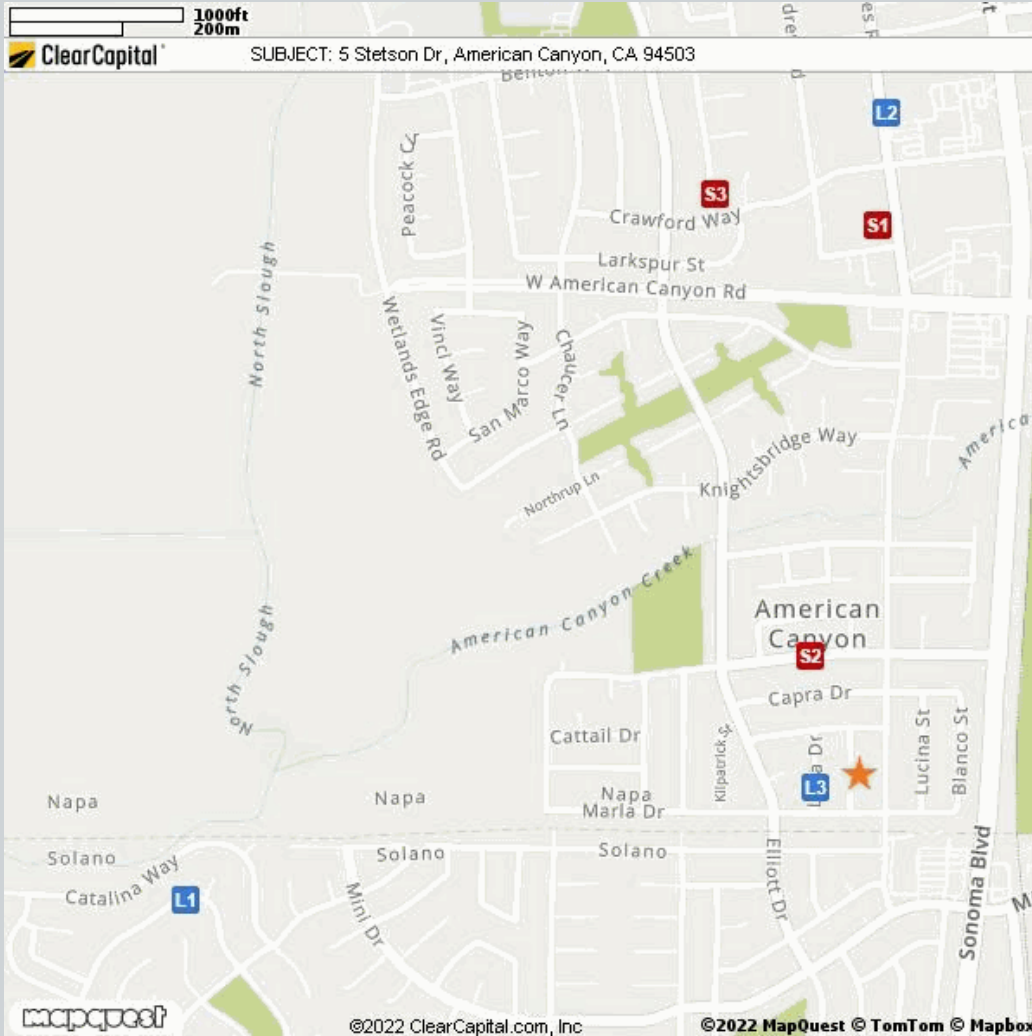 1000ft
200m
ClearCapital
SUBJECT: 5 Stetson Dr, American Canyon, CA 94503
L2
Peacock
S3
Crawford Way
S1
Larkspur St
W American Canyon Rd
North Slough
Wetlands Edge Rd
Vinci Way
San Marco Way
Chaucer Ln
Knightsbridge Way
Northrup Ln
America
American Canyon Creek
American
Canyon
S2
Capra Dr
North Slough
Cattail Dr
Kilpatrick St
Dr
L3
Lucina St
Blanco St
Napa
Napa
Napa
Marla Dr
Solano
Solano
Solano
Catalina Way
L1
Mini Dr
Elliott Dr
Sonoma Blvd
M
mapquest
©2022 ClearCapital.com, Inc
©2022 MapQuest © TomTom © Mapbox